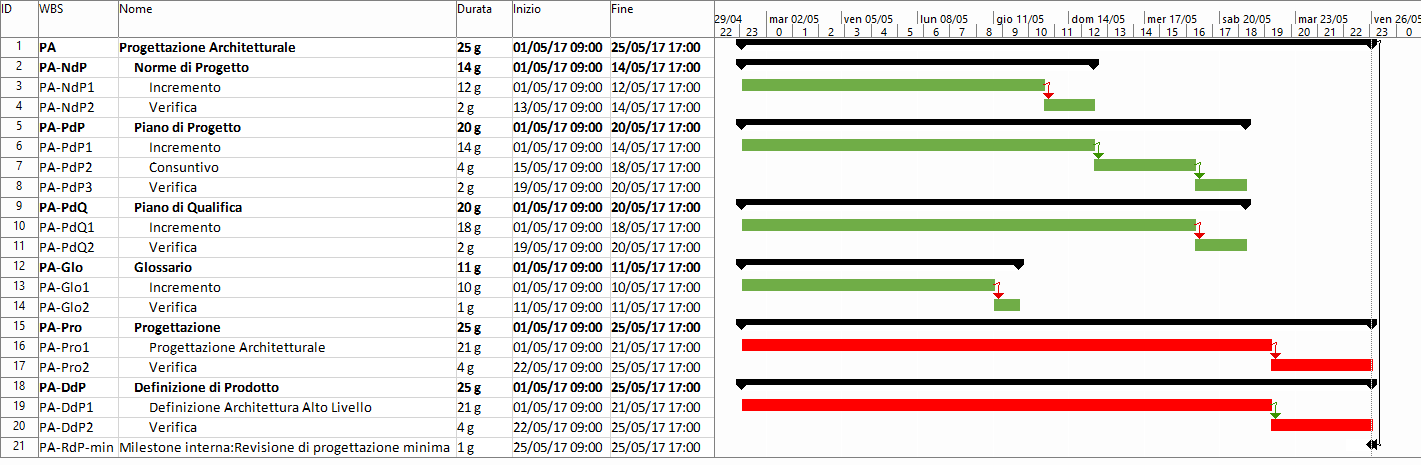 ID WBS Nome Durata Inizio Fine
29/04 mar 02/05 ven 05/05 lun 08/05 gio 11/05 dom 14/05 mer 17/05 sab 20/05 mar 23/05 ven 26/05
22 23 0 1 2 3 4 5 6 7 8 9 10 11 12 13 14 15 16 17 18 19 20 21 22 23 0
1 PA Progettazione Architetturale 25 g 01/05/17 09:00 25/05/17 17:00
2 PA-NdP Norme di Progetto 14 g 01/05/17 09:00 14/05/17 17:00
3 PA-NdP1 Incremento 12 g 01/05/17 09:00 12/05/17 17:00
4 PA-NdP2 Verifica 2 g 13/05/17 09:00 14/05/17 17:00
5 PA-PdP Piano di Progetto 20 g 01/05/17 09:00 20/05/17 17:00
6 PA-PdP1 Incremento 14 g 01/05/17 09:00 14/05/17 17:00
7 PA-PdP2 Consuntivo 4 g 15/05/17 09:00 18/05/17 17:00
8 PA-PdP3 Verifica 2 g 19/05/17 09:00 20/05/17 17:00
9 PA-PdQ Piano di Qualifica 20 g 01/05/17 09:00 20/05/17 17:00
10 PA-PdQ1 Incremento 18 g 01/05/17 09:00 18/05/17 17:00
11 PA-PdQ2 Verifica 2 g 19/05/17 09:00 20/05/17 17:00
12 PA-Glo Glossario 11 g 01/05/17 09:00 11/05/17 17:00
13 PA-Glo1 Incremento 10 g 01/05/17 09:00 10/05/17 17:00
14 PA-Glo2 Verifica 1 g 11/05/17 09:00 11/05/17 17:00
15 PA-Pro Progettazione 25 g 01/05/17 09:00 25/05/17 17:00
16 PA-Pro1 Progettazione Architetturale 21 g 01/05/17 09:00 21/05/17 17:00
17 PA-Pro2 Verifica 4 g 22/05/17 09:00 25/05/17 17:00
18 PA-DdP Definizione di Prodotto 25 g 01/05/17 09:00 25/05/17 17:00
19 PA-DdP1 Definizione Architettura Alto Livello 21 g 01/05/17 09:00 21/05/17 17:00
20 PA-DdP2 Verifica 4 g 22/05/17 09:00 25/05/17 17:00
21 PA-RdP-min Milestone interna:Revisione di progettazione minima 1 g 25/05/17 09:00 25/05/17 17:00